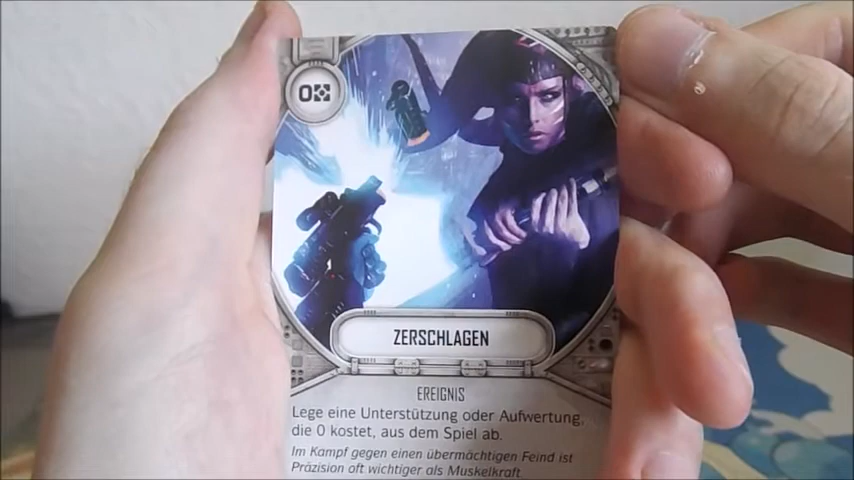 0
ZERSCHLAGEN
EREIGNIS
Lege eine Unterstützung oder Aufwertung,
die 0 kostet, aus dem Spiel ab.
Im Kampf gegen einen übermächtigen Feind ist
Präzision oft wichtiger als Muskelkraft.